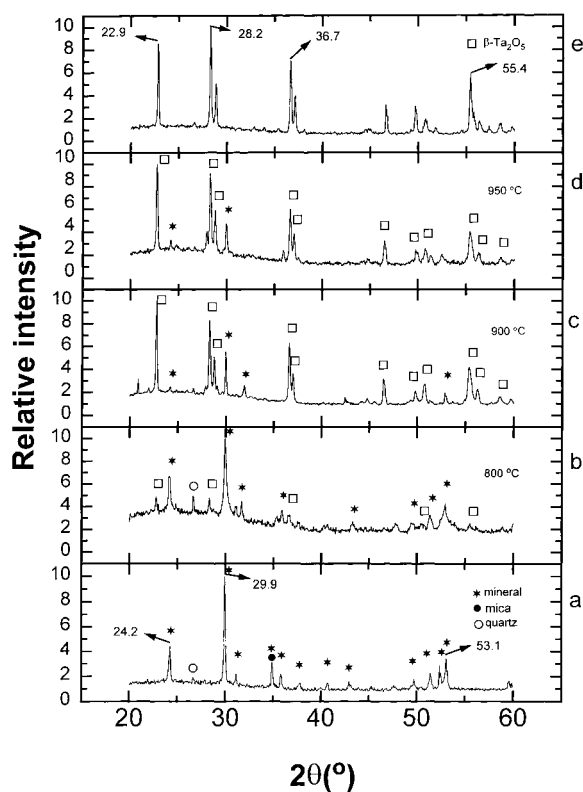 Relative intensity
10
8
6
4
2
0
22.9
28.2
36.7
□ β-Ta₂O₅
55.4
e
10
8
6
4
2
0
950 °C
d
10
8
6
4
2
0
900 °C
c
10
8
6
4
2
0
800 °C
b
10
8
6
4
2
0
24.2
29.9
53.1
✶ mineral
● mica
○ quartz
a
20 30 40 50 60
2θ(º)